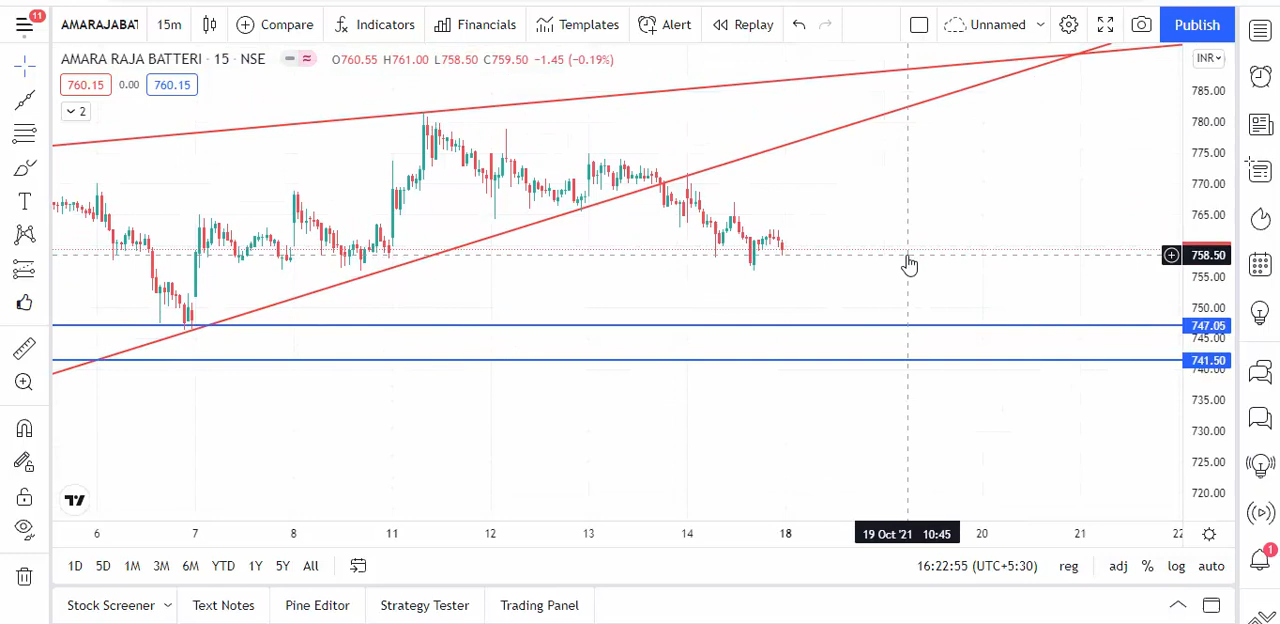 11
AMARAJABAT
15m
Compare
Indicators
Financials
Templates
Alert
Replay
Unnamed
Publish
AMARA RAJA BATTERI · 15 · NSE
O760.55 H761.00 L758.50 C759.50 −1.45 (−0.19%)
INR
760.15 0.00 760.15
2
785.00
780.00
775.00
770.00
765.00
758.50
755.00
750.00
747.05
745.00
741.50
740.00
735.00
730.00
725.00
720.00
6 7 8 11 12 13 14 18 19 Oct '21 10:45 20 21 22
1D 5D 1M 3M 6M YTD 1Y 5Y All
16:22:55 (UTC+5:30) reg adj % log auto
1
Stock Screener Text Notes Pine Editor Strategy Tester Trading Panel